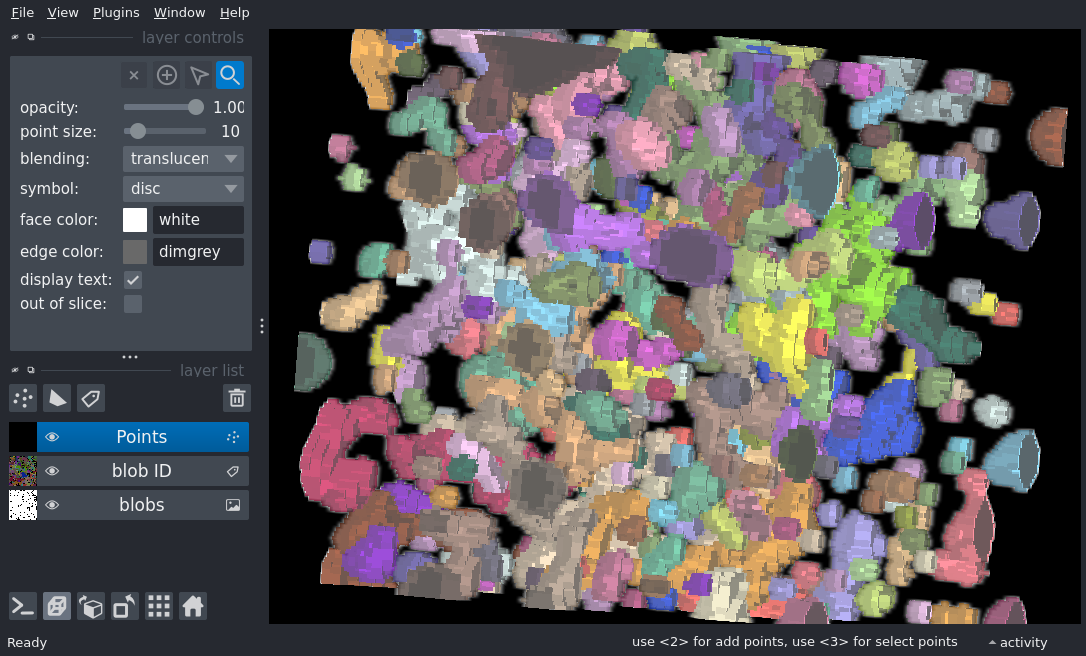 File View Plugins Window Help
layer controls
opacity: 1.00
point size: 10
blending: translucen
symbol: disc
face color: white
edge color: dimgrey
display text:
out of slice:
layer list
Points
blob ID
blobs
Ready use <2> for add points, use <3> for select points activity